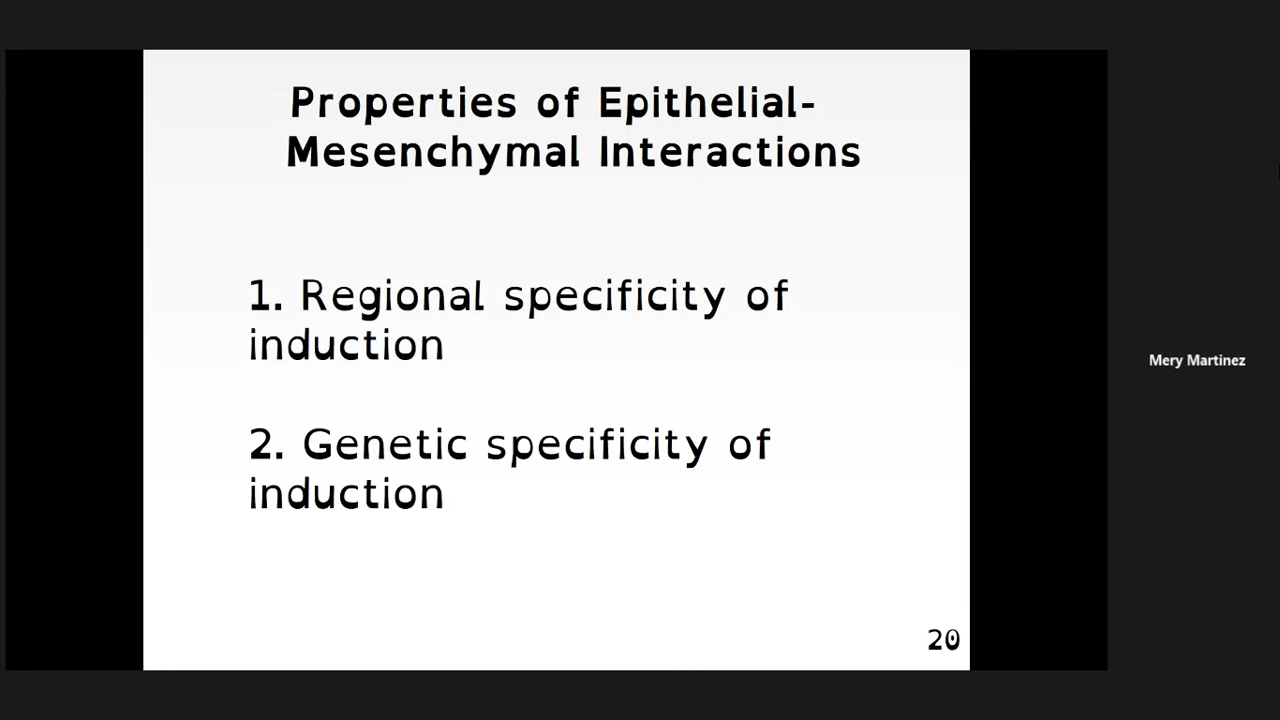 Properties of Epithelial-
Mesenchymal Interactions
1. Regional specificity of
induction
2. Genetic specificity of
induction
20
Mery Martinez